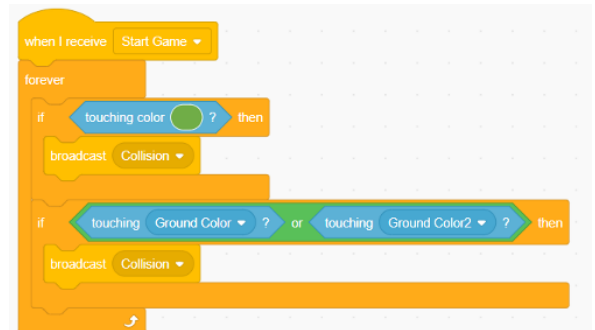 when I receive Start Game
forever
if touching color ? then
broadcast Collision
if touching Ground Color ? or touching Ground Color2 ? then
broadcast Collision